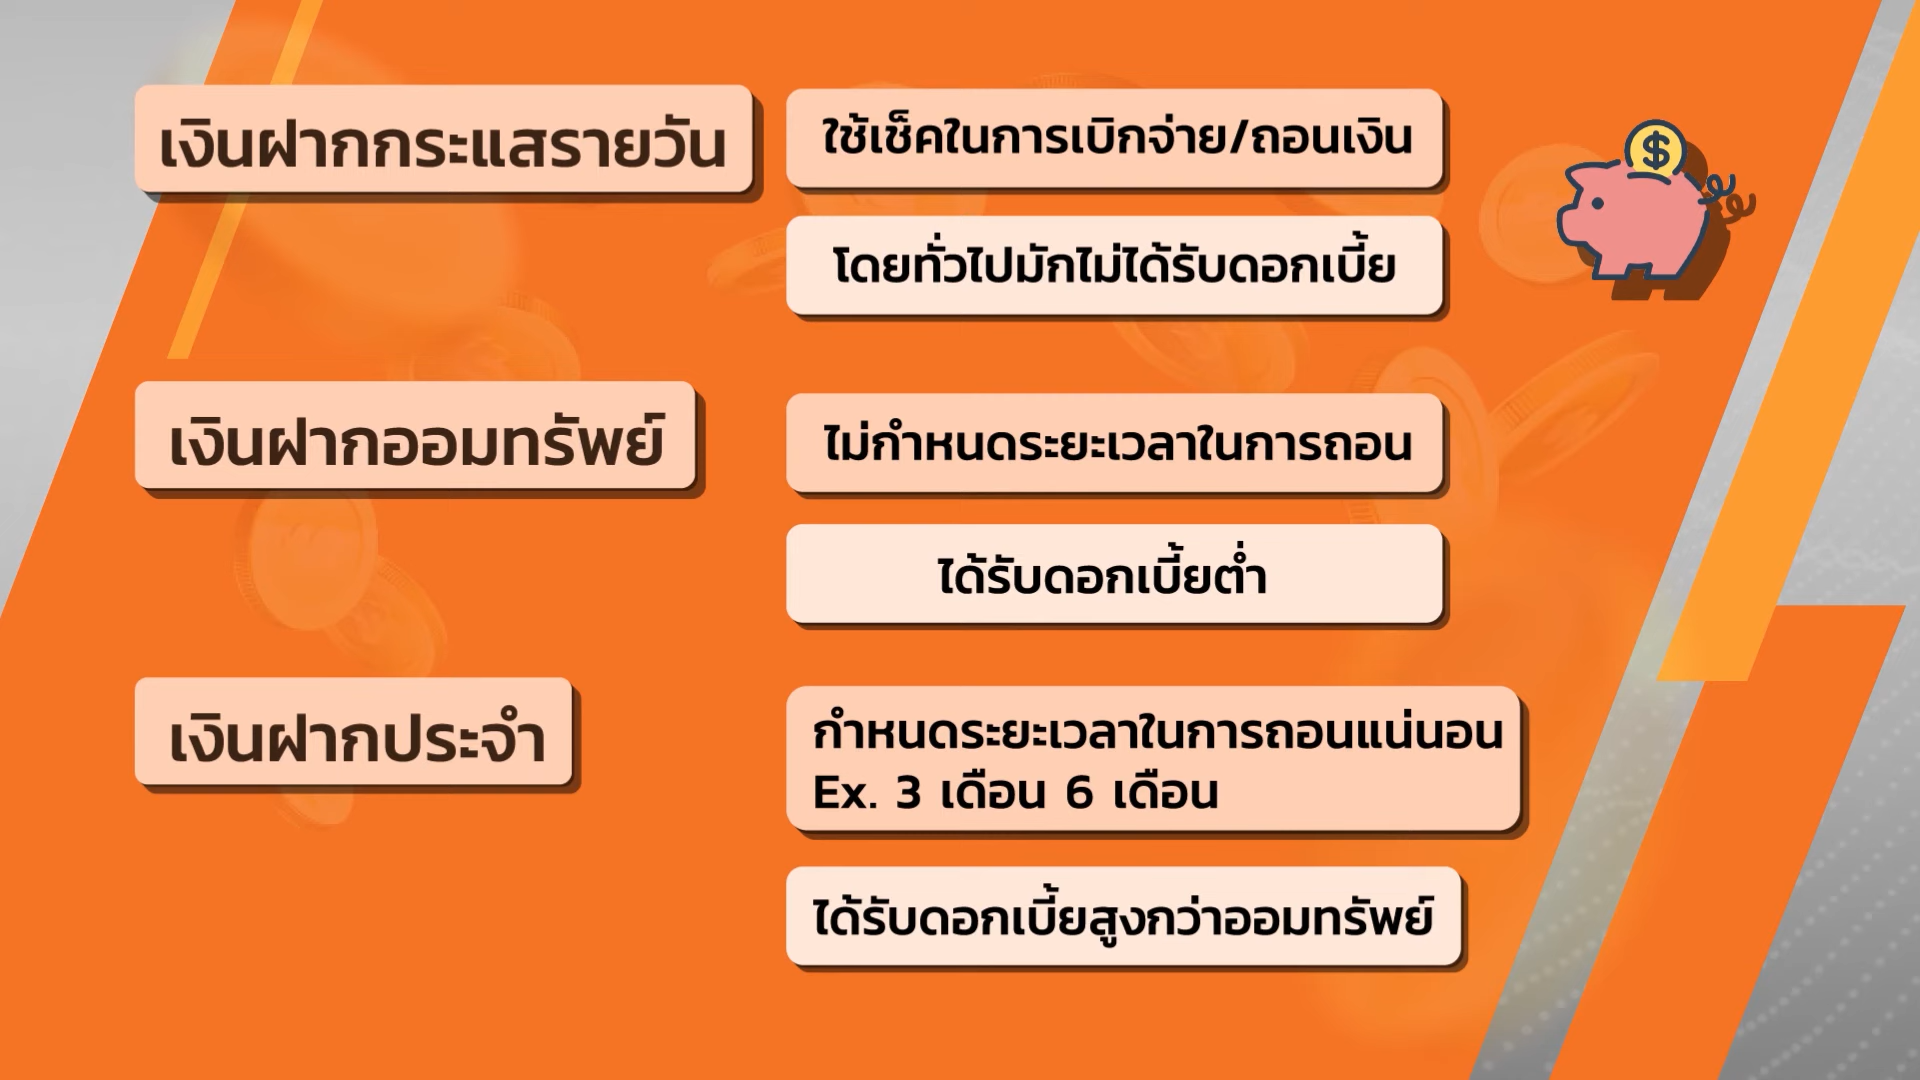 เงินฝากกระแสรายวัน
ใช้เช็คในการเบิกจ่าย/ถอนเงิน
โดยทั่วไปมักไม่ได้รับดอกเบี้ย
เงินฝากออมทรัพย์
ไม่กำหนดระยะเวลาในการถอน
ได้รับดอกเบี้ยต่ำ
เงินฝากประจำ
กำหนดระยะเวลาในการถอนแน่นอน
Ex. 3 เดือน 6 เดือน
ได้รับดอกเบี้ยสูงกว่าออมทรัพย์
$